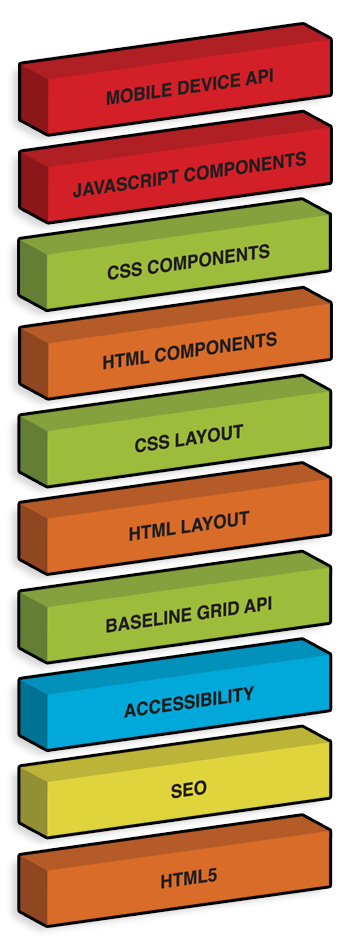 MOBILE DEVICE API
JAVASCRIPT COMPONENTS
CSS COMPONENTS
HTML COMPONENTS
CSS LAYOUT
HTML LAYOUT
BASELINE GRID API
ACCESSIBILITY
SEO
HTML5